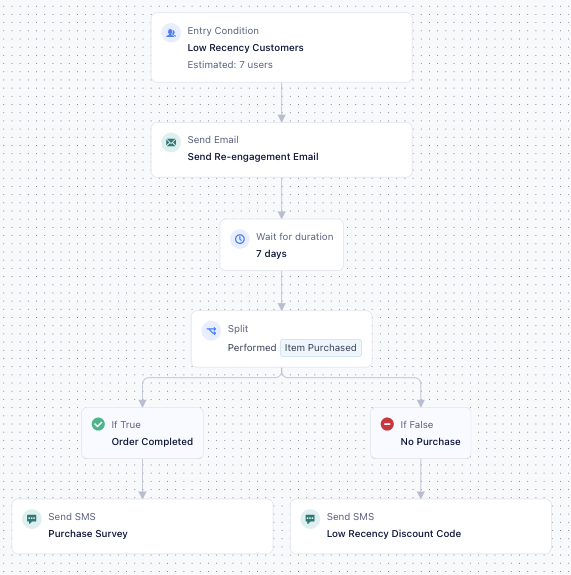 Entry Condition
Low Recency Customers
Estimated: 7 users
Send Email
Send Re-engagement Email
Wait for duration
7 days
Split
Performed Item Purchased
If True
Order Completed
If False
No Purchase
Send SMS
Purchase Survey
Send SMS
Low Recency Discount Code